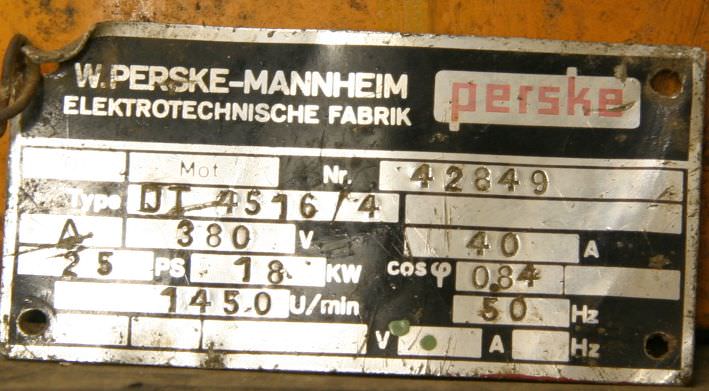 W.PERSKE-MANNHEIM perske
ELEKTROTECHNISCHE FABRIK
Mot Nr. 42849
Type DT 4516/4
Δ 380 V 40 A
25 PS 18 KW cosφ 0.84
1450 U/min 50 Hz
V A Hz